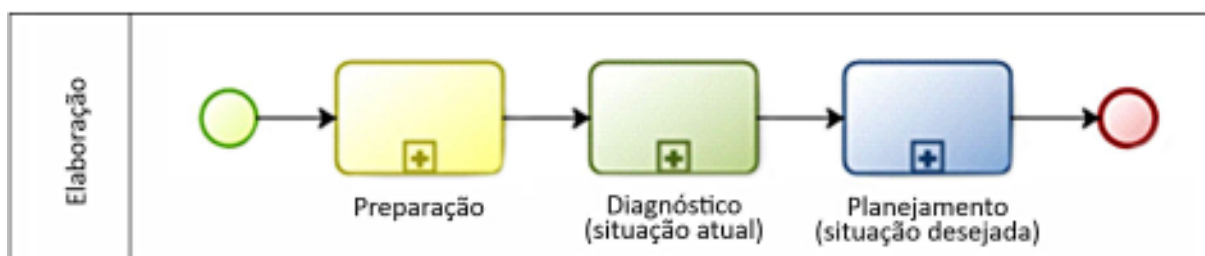 Elaboração
Preparação
Diagnóstico
(situação atual)
Planejamento
(situação desejada)